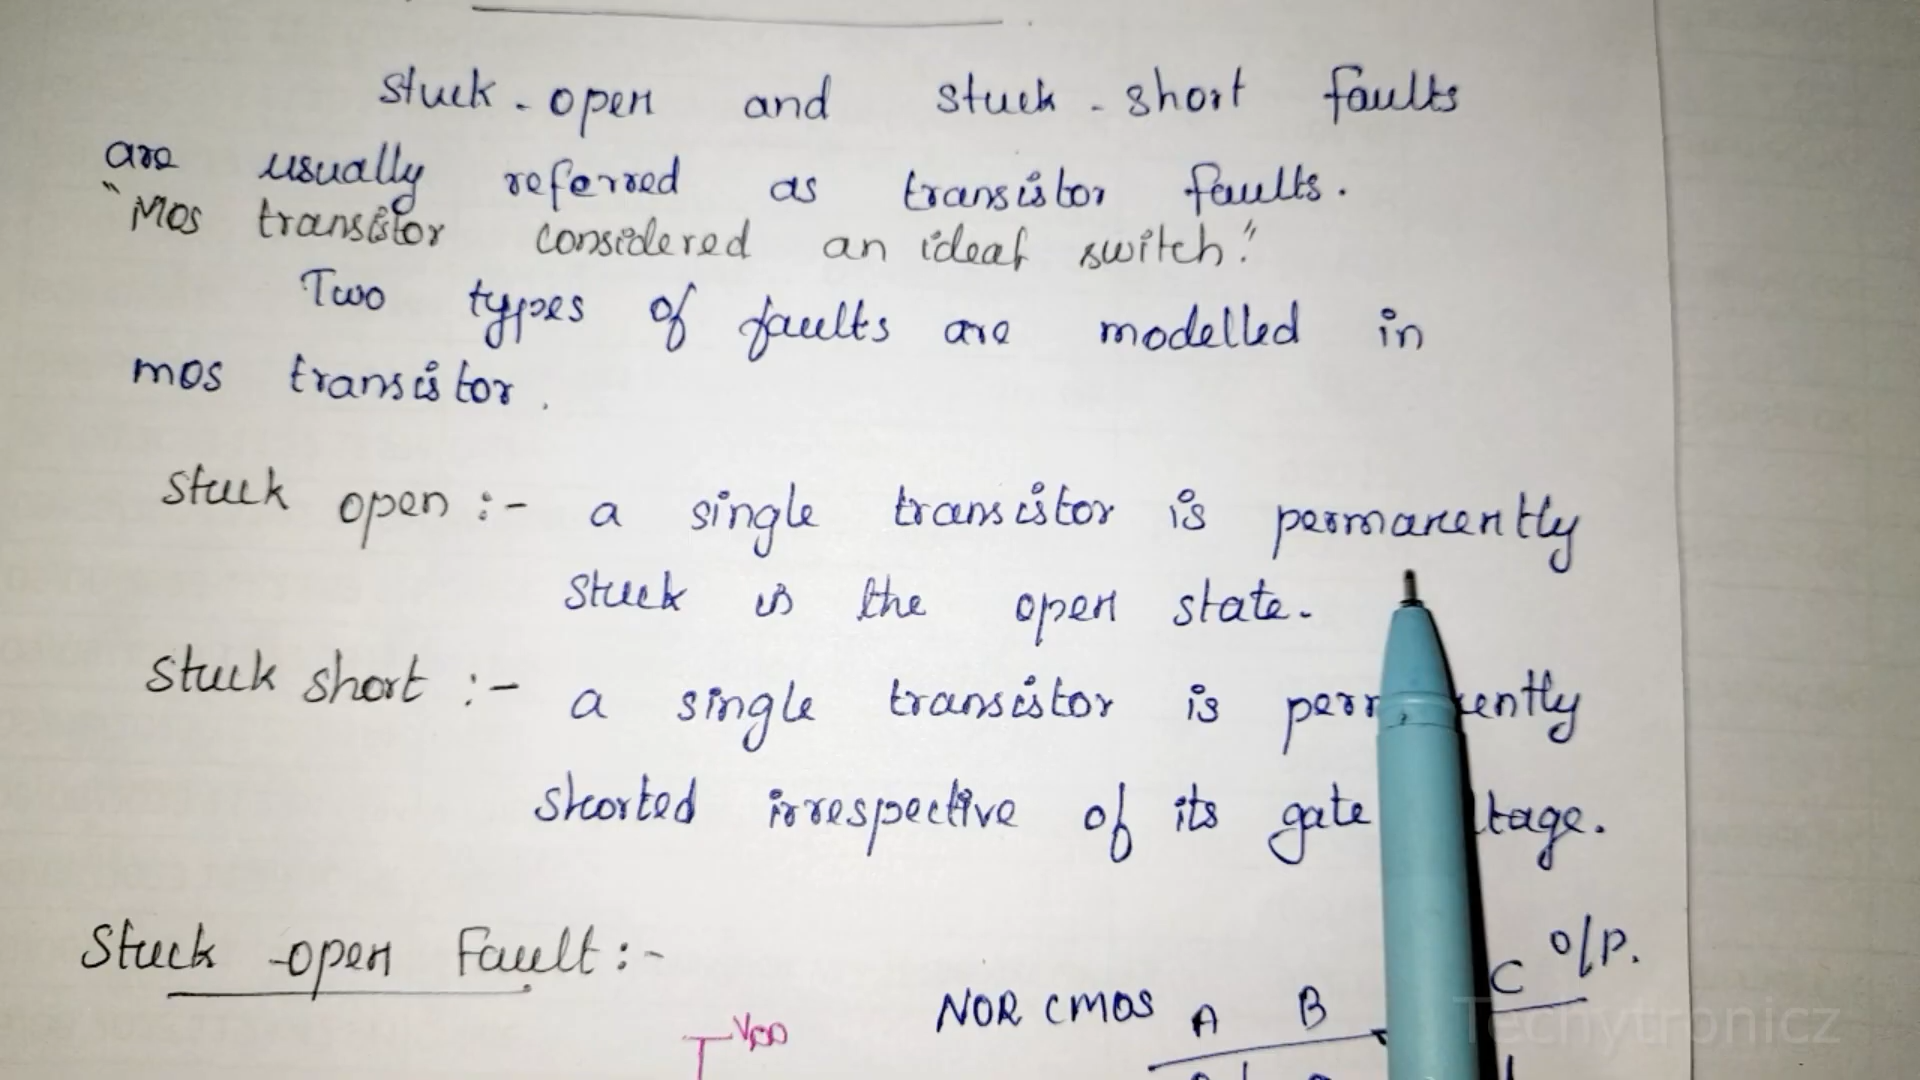 stuck-open and stuck-short faults
are usually referred as transistor faults.
"Mos transistor considered an ideal switch."
Two types of faults are modelled in
mos transistor.
Stuck open :- a single transistor is permanently
stuck is the open state.
Stuck short :- a single transistor is
shorted irrespective of its gate
Stuck-open Fault :-
NOR CMOS A B C O/P.
VDD
Techytronicz